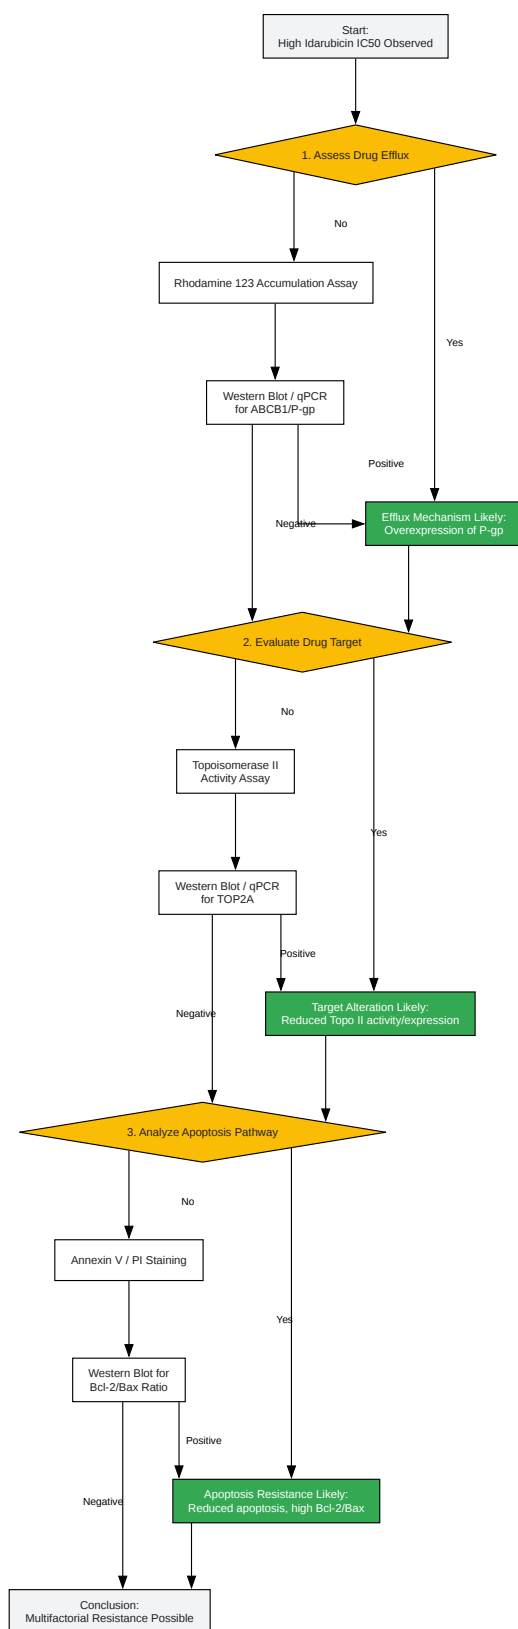 Start:
High Idarubicin IC50 Observed
1. Assess Drug Efflux
No
Rhodamine 123 Accumulation Assay
Yes
Western Blot / qPCR
for ABCB1/P-gp
Positive
Negative
Efflux Mechanism Likely:
Overexpression of P-gp
2. Evaluate Drug Target
No
Topoisomerase II
Activity Assay
Yes
Western Blot / qPCR
for TOP2A
Positive
Negative
Target Alteration Likely:
Reduced Topo II activity/expression
3. Analyze Apoptosis Pathway
No
Annexin V / PI Staining
Yes
Western Blot for
Bcl-2/Bax Ratio
Positive
Negative
Apoptosis Resistance Likely:
Reduced apoptosis, high Bcl-2/Bax
Conclusion:
Multifactorial Resistance Possible